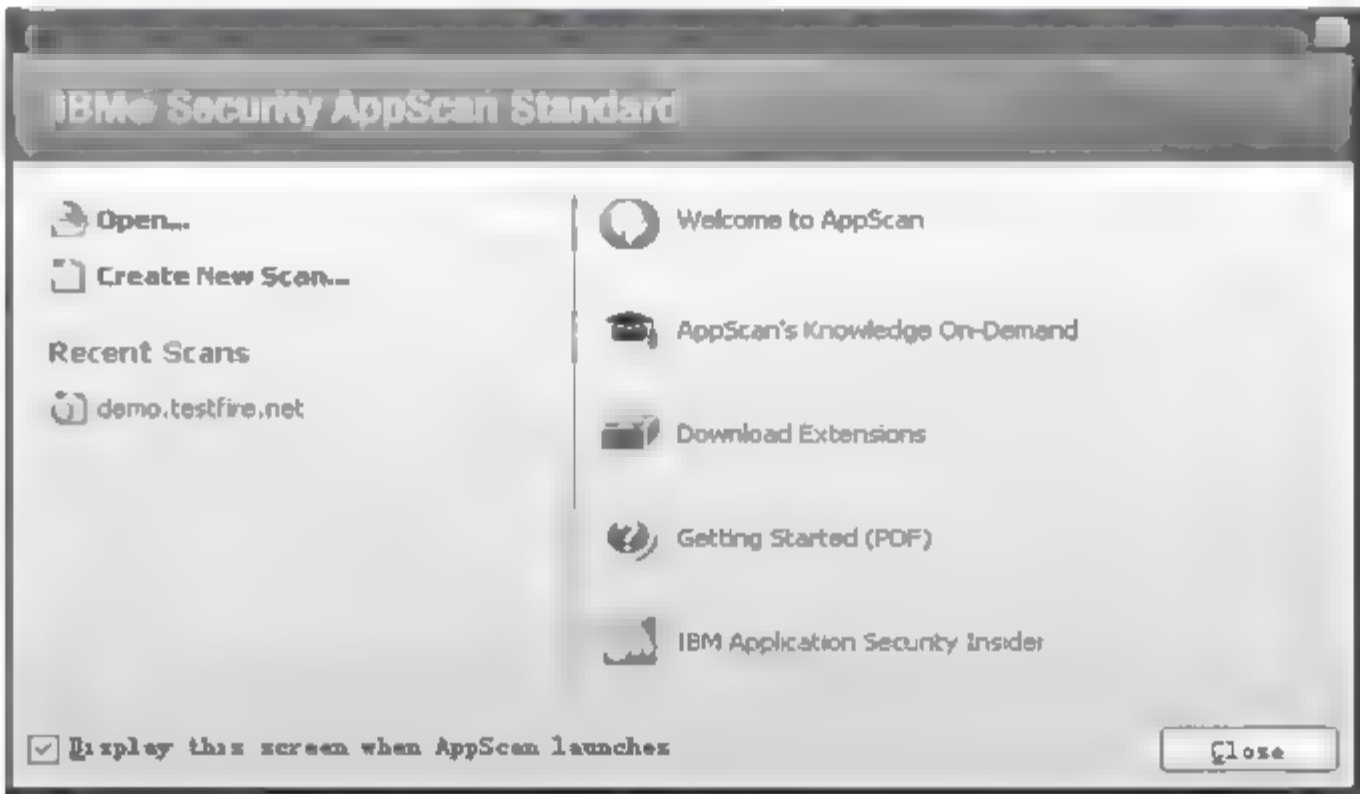 IBM® Security AppScan Standard
Open...
Create New Scan...
Recent Scans
demo.testfire.net
Welcome to AppScan
AppScan's Knowledge On-Demand
Download Extensions
Getting Started (PDF)
IBM Application Security Insider
Display this screen when AppScan launches
Close